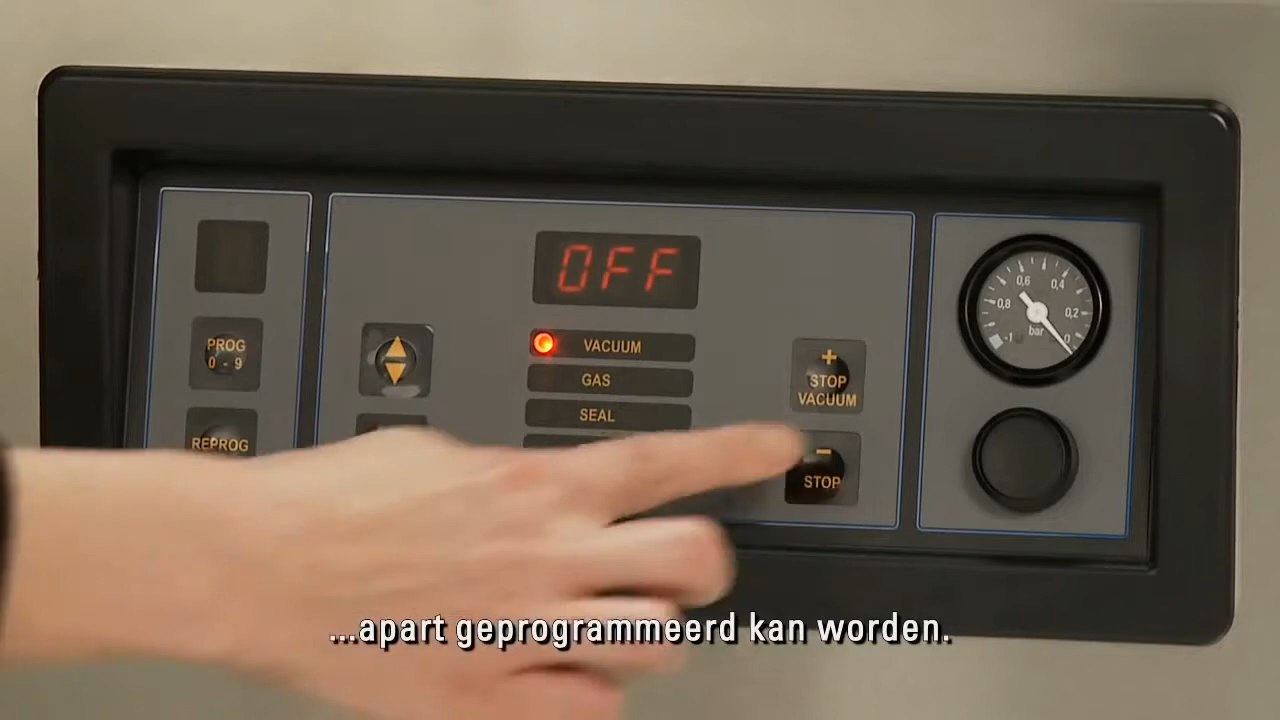 OFF
PROG
0 - 9
REPROG
VACUUM
GAS
SEAL
+
STOP
VACUUM
-
STOP
0,6
0,4
0,8
0,2
-1
bar
0
...apart geprogrammeerd kan worden.